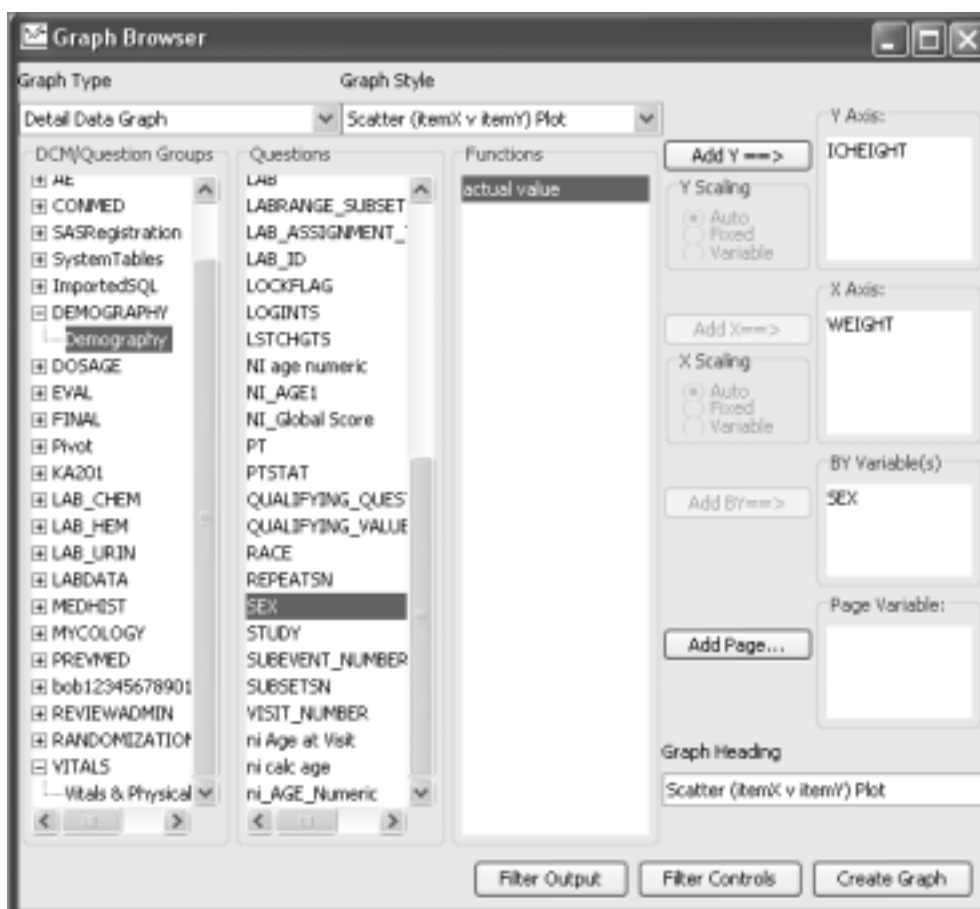 Graph Browser
Graph Type
Graph Style
Detail Data Graph
Scatter (itemX v itemY) Plot
DCM/Question Groups
AE
CONMED
SASRegistration
SystemTables
ImportedSQL
DEMOGRAPHY
Demography
DOSAGE
EVAL
FINAL
Pivot
KA201
LAB_CHEM
LAB_HEM
LAB_URIN
LABDATA
MEDHIST
MYCOLOGY
PREVMED
bob12345678901
REVIEWADMIN
RANDOMIZATION
VITALS
Vitals & Physical
Questions
LAB
LABRANGE_SUBSET
LAB_ASSIGNMENT_
LAB_ID
LOCKFLAG
LOGINTS
LSTCHGTS
NI age numeric
NI_AGE1
NI_Global Score
PT
PTSTAT
QUALIFYING_QUES
QUALIFYING_VALUE
RACE
REPEATSN
SEX
STUDY
SUBEVENT_NUMBER
SUBSETSN
VISIT_NUMBER
ni Age at Visit
ni calc age
ni_AGE_Numeric
Functions
actual value
Add Y ==>
Y Scaling
Auto
Fixed
Variable
Add X==>
X Scaling
Auto
Fixed
Variable
Add BY==>
Add Page...
Y Axis:
ICHEIGHT
X Axis:
WEIGHT
BY Variable(s)
SEX
Page Variable:
Graph Heading
Scatter (itemX v itemY) Plot
Filter Output
Filter Controls
Create Graph